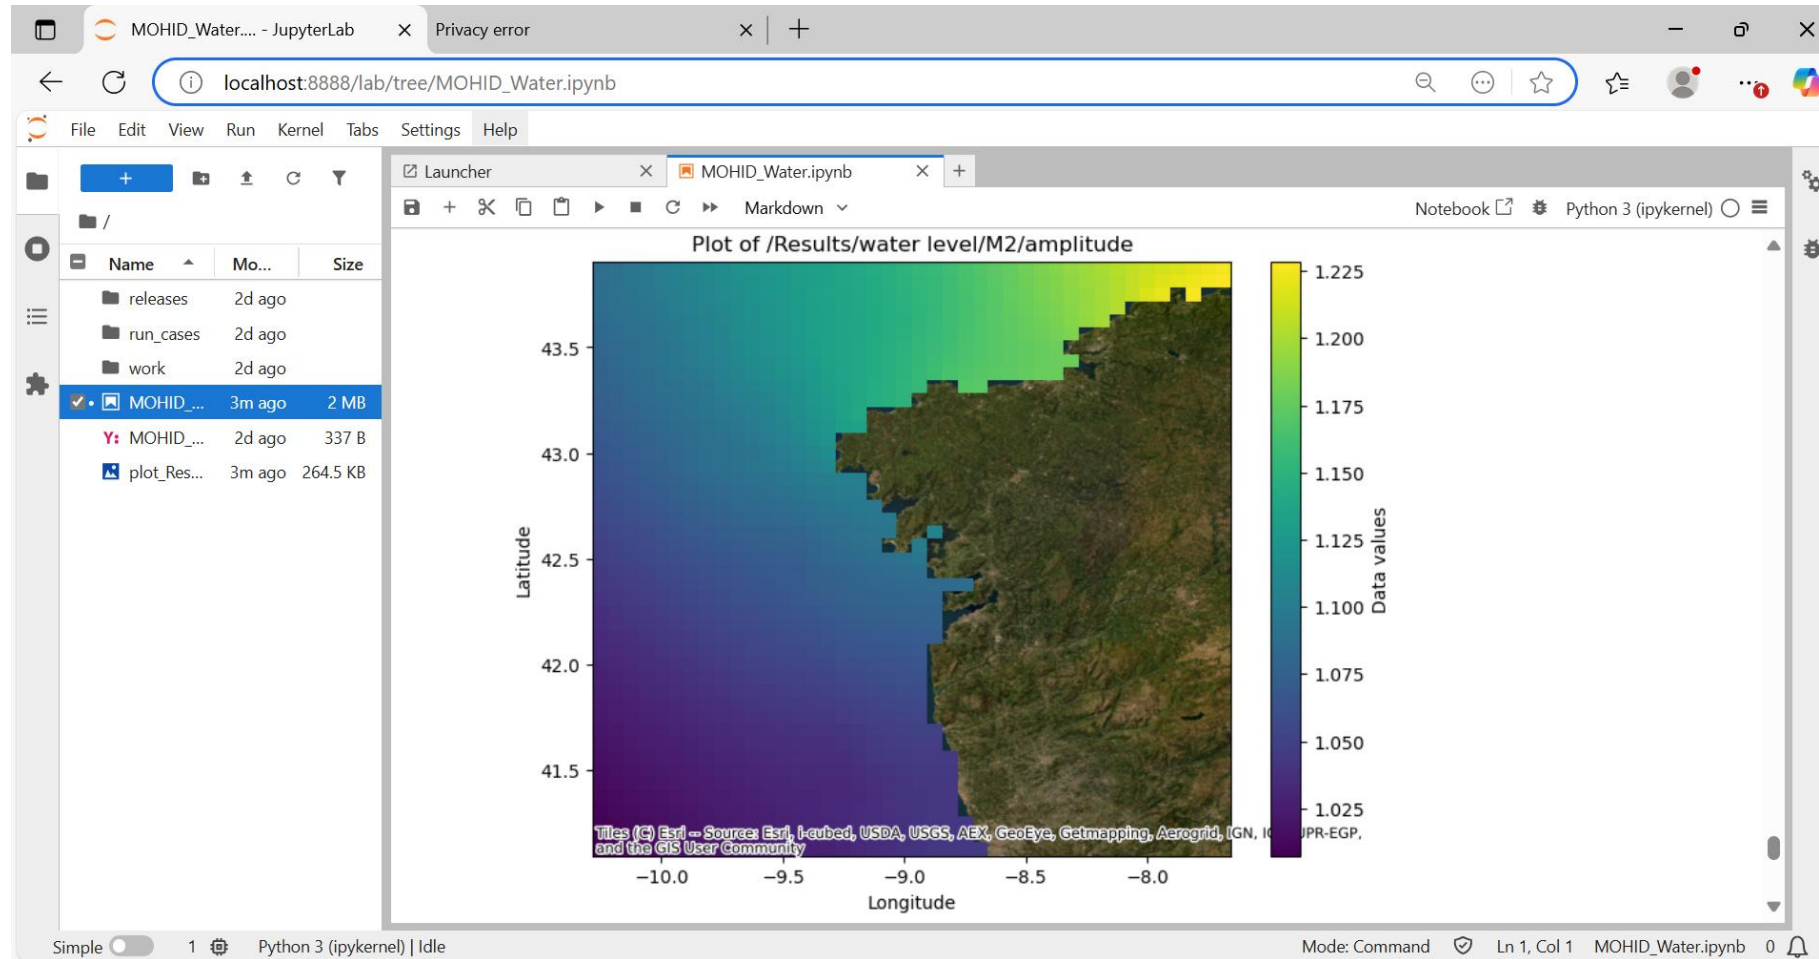 MOHID_Water.... - JupyterLab
Privacy error
localhost:8888/lab/tree/MOHID_Water.ipynb
File Edit View Run Kernel Tabs Settings Help
Launcher
MOHID_Water.ipynb
Markdown
Notebook
Python 3 (ipykernel)
/
Name Mo... Size
releases 2d ago
run_cases 2d ago
work 2d ago
MOHID_... 3m ago 2 MB
Y: MOHID_... 2d ago 337 B
plot_Res... 3m ago 264.5 KB
Plot of /Results/water level/M2/amplitude
Latitude
43.5
43.0
42.5
42.0
41.5
−10.0 −9.5 −9.0 −8.5 −8.0
Longitude
Tiles (C) Esri -- Source: Esri, i-cubed, USDA, USGS, AEX, GeoEye, Getmapping, Aerogrid, IGN,
UPR-EGP,
and the GIS User Community
1.225
1.200
1.175
1.150
1.125
1.100
1.075
1.050
1.025
Data values
Simple 1 Python 3 (ipykernel) | Idle
Mode: Command Ln 1, Col 1 MOHID_Water.ipynb 0